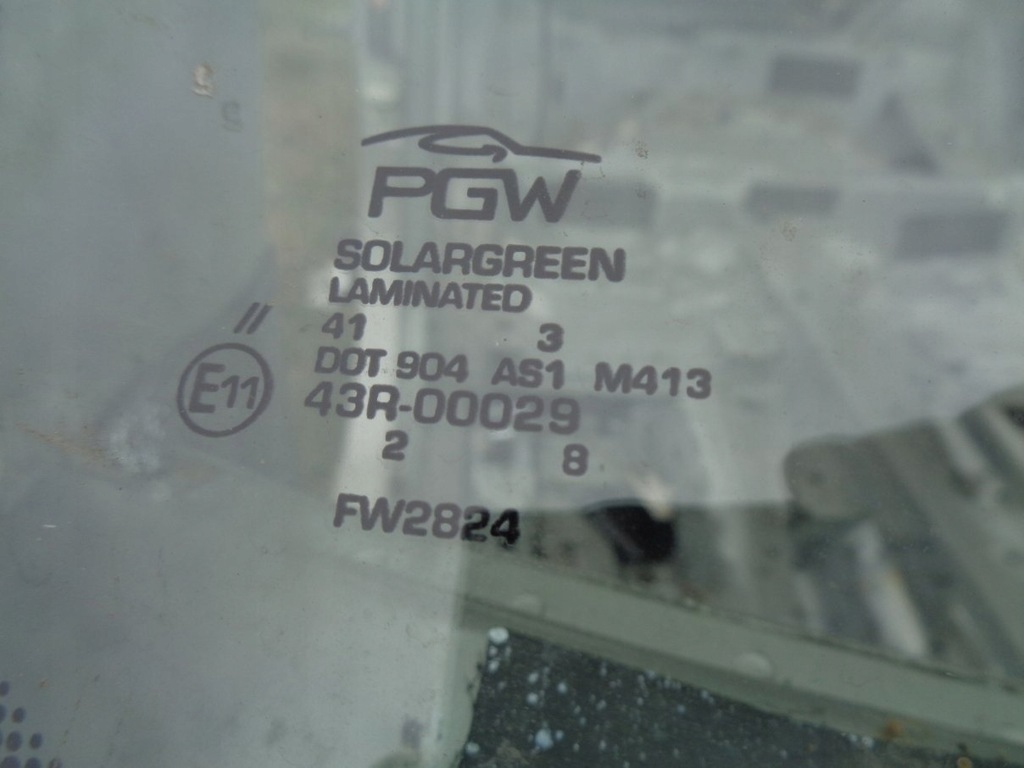 PGW
SOLARGREEN
LAMINATED
// 41 3
DOT 904 AS1 M413
E11 43R-00029
2 8
FW2824